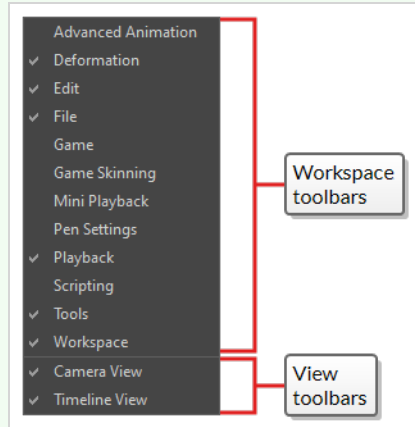 Advanced Animation
Deformation
Edit
File
Game
Game Skinning
Mini Playback
Pen Settings
Playback
Scripting
Tools
Workspace
Camera View
Timeline View
Workspace
toolbars
View
toolbars